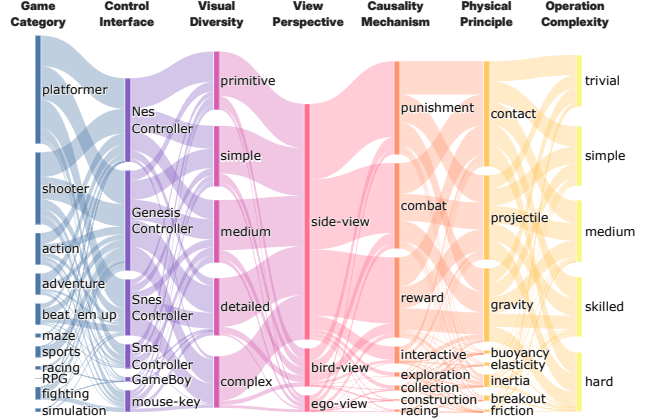 Game Category
Control Interface
Visual Diversity
View Perspective
Causality Mechanism
Physical Principle
Operation Complexity
platformer
shooter
action
adventure
beat 'em up
maze
sports
racing
RPG
fighting
simulation
Nes Controller
Genesis Controller
Snes Controller
Sms Controller
GameBoy
mouse-key
primitive
simple
medium
detailed
complex
side-view
bird-view
ego-view
punishment
combat
reward
interactive
exploration
collection
construction
racing
contact
projectile
gravity
buoyancy
elasticity
inertia
breakout
friction
trivial
simple
medium
skilled
hard